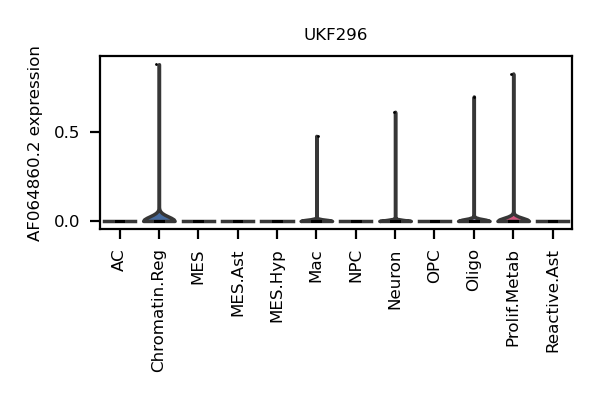 UKF296
AF064860.2 expression
0.5
0.0
AC
Chromatin.Reg
MES
MES.Ast
MES.Hyp
Mac
NPC
Neuron
OPC
Oligo
Prolif.Metab
Reactive.Ast